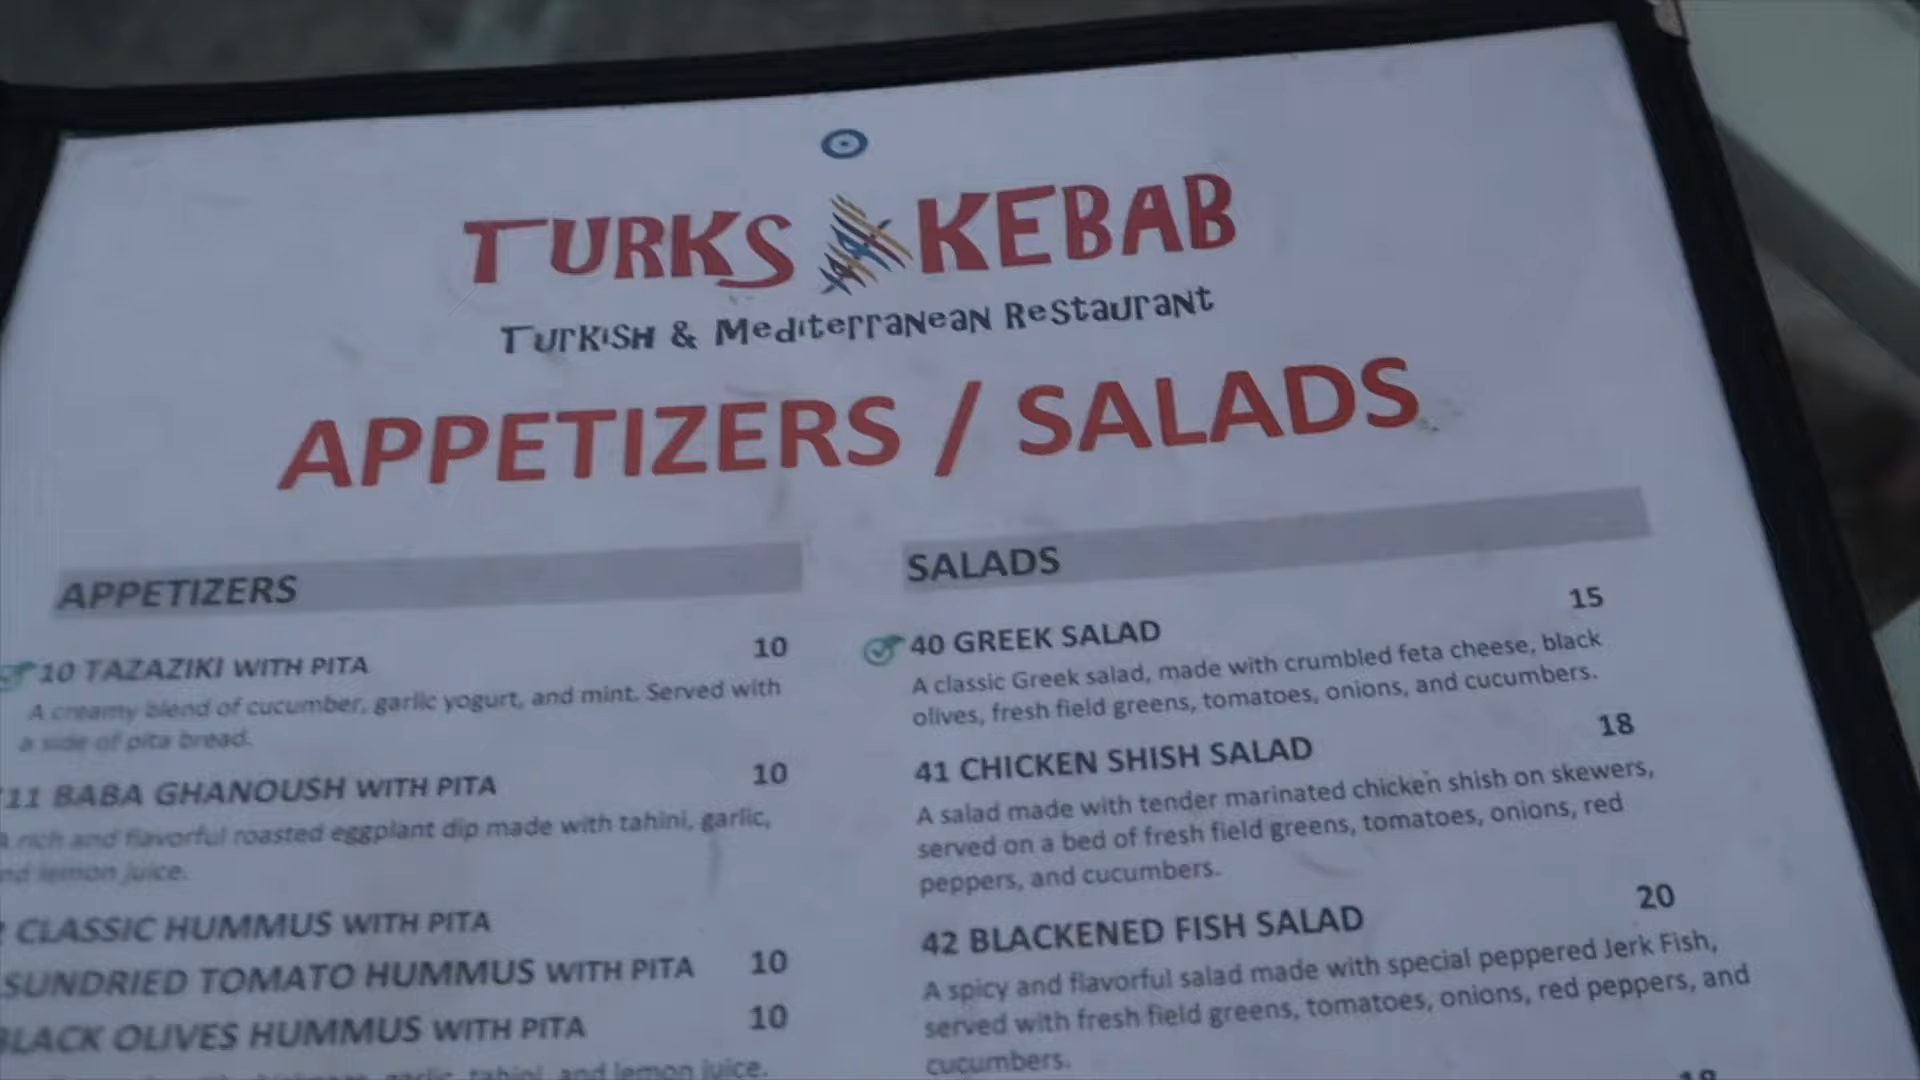 TURKS KEBAB
Turkish & Mediterranean Restaurant
APPETIZERS / SALADS
APPETIZERS
10 TAZAZIKI WITH PITA 10
A creamy blend of cucumber, garlic yogurt, and mint. Served with
a side of pita bread.
11 BABA GHANOUSH WITH PITA 10
A rich and flavorful roasted eggplant dip made with tahini, garlic,
lemon juice.
CLASSIC HUMMUS WITH PITA
SUNDRIED TOMATO HUMMUS WITH PITA 10
BLACK OLIVES HUMMUS WITH PITA 10
garlic, tahini, and lemon juice.
SALADS
40 GREEK SALAD 15
A classic Greek salad, made with crumbled feta cheese, black
olives, fresh field greens, tomatoes, onions, and cucumbers.
41 CHICKEN SHISH SALAD 18
A salad made with tender marinated chicken shish on skewers,
served on a bed of fresh field greens, tomatoes, onions, red
peppers, and cucumbers.
42 BLACKENED FISH SALAD 20
A spicy and flavorful salad made with special peppered Jerk Fish,
served with fresh field greens, tomatoes, onions, red peppers, and
cucumbers.